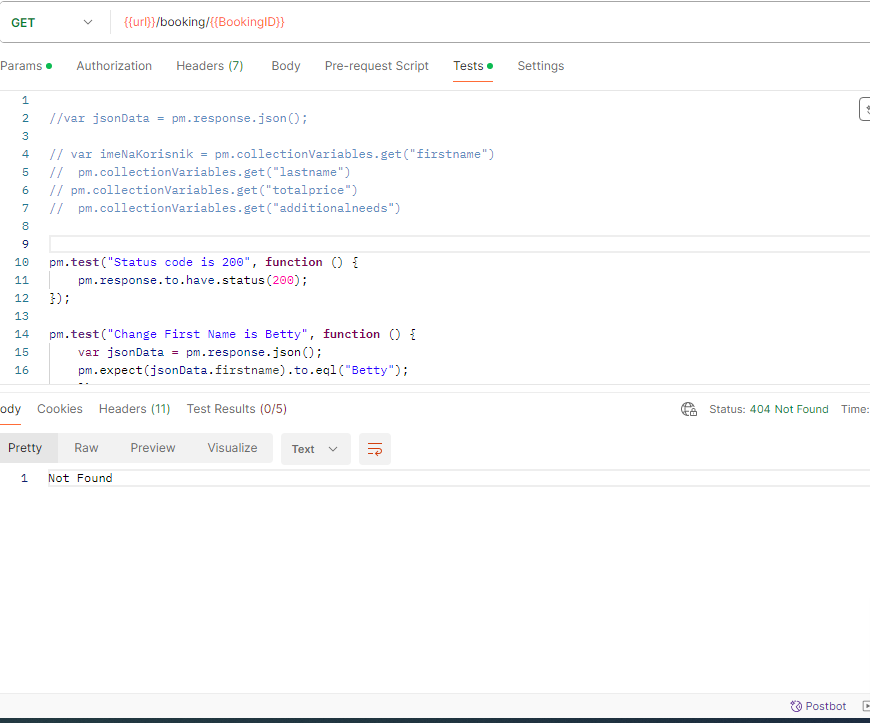 GET {{url}}/booking/{{BookingID}}
Params Authorization Headers (7) Body Pre-request Script Tests Settings
1
2 //var jsonData = pm.response.json();
3
4 // var imeNaKorisnik = pm.collectionVariables.get("firstname")
5 //  pm.collectionVariables.get("lastname")
6 // pm.collectionVariables.get("totalprice")
7 //  pm.collectionVariables.get("additionalneeds")
8
9
10 pm.test("Status code is 200", function () {
11     pm.response.to.have.status(200);
12 });
13
14 pm.test("Change First Name is Betty", function () {
15     var jsonData = pm.response.json();
16     pm.expect(jsonData.firstname).to.eql("Betty");
ody Cookies Headers (11) Test Results (0/5) Status: 404 Not Found Time:
Pretty Raw Preview Visualize Text
1 Not Found
Postbot